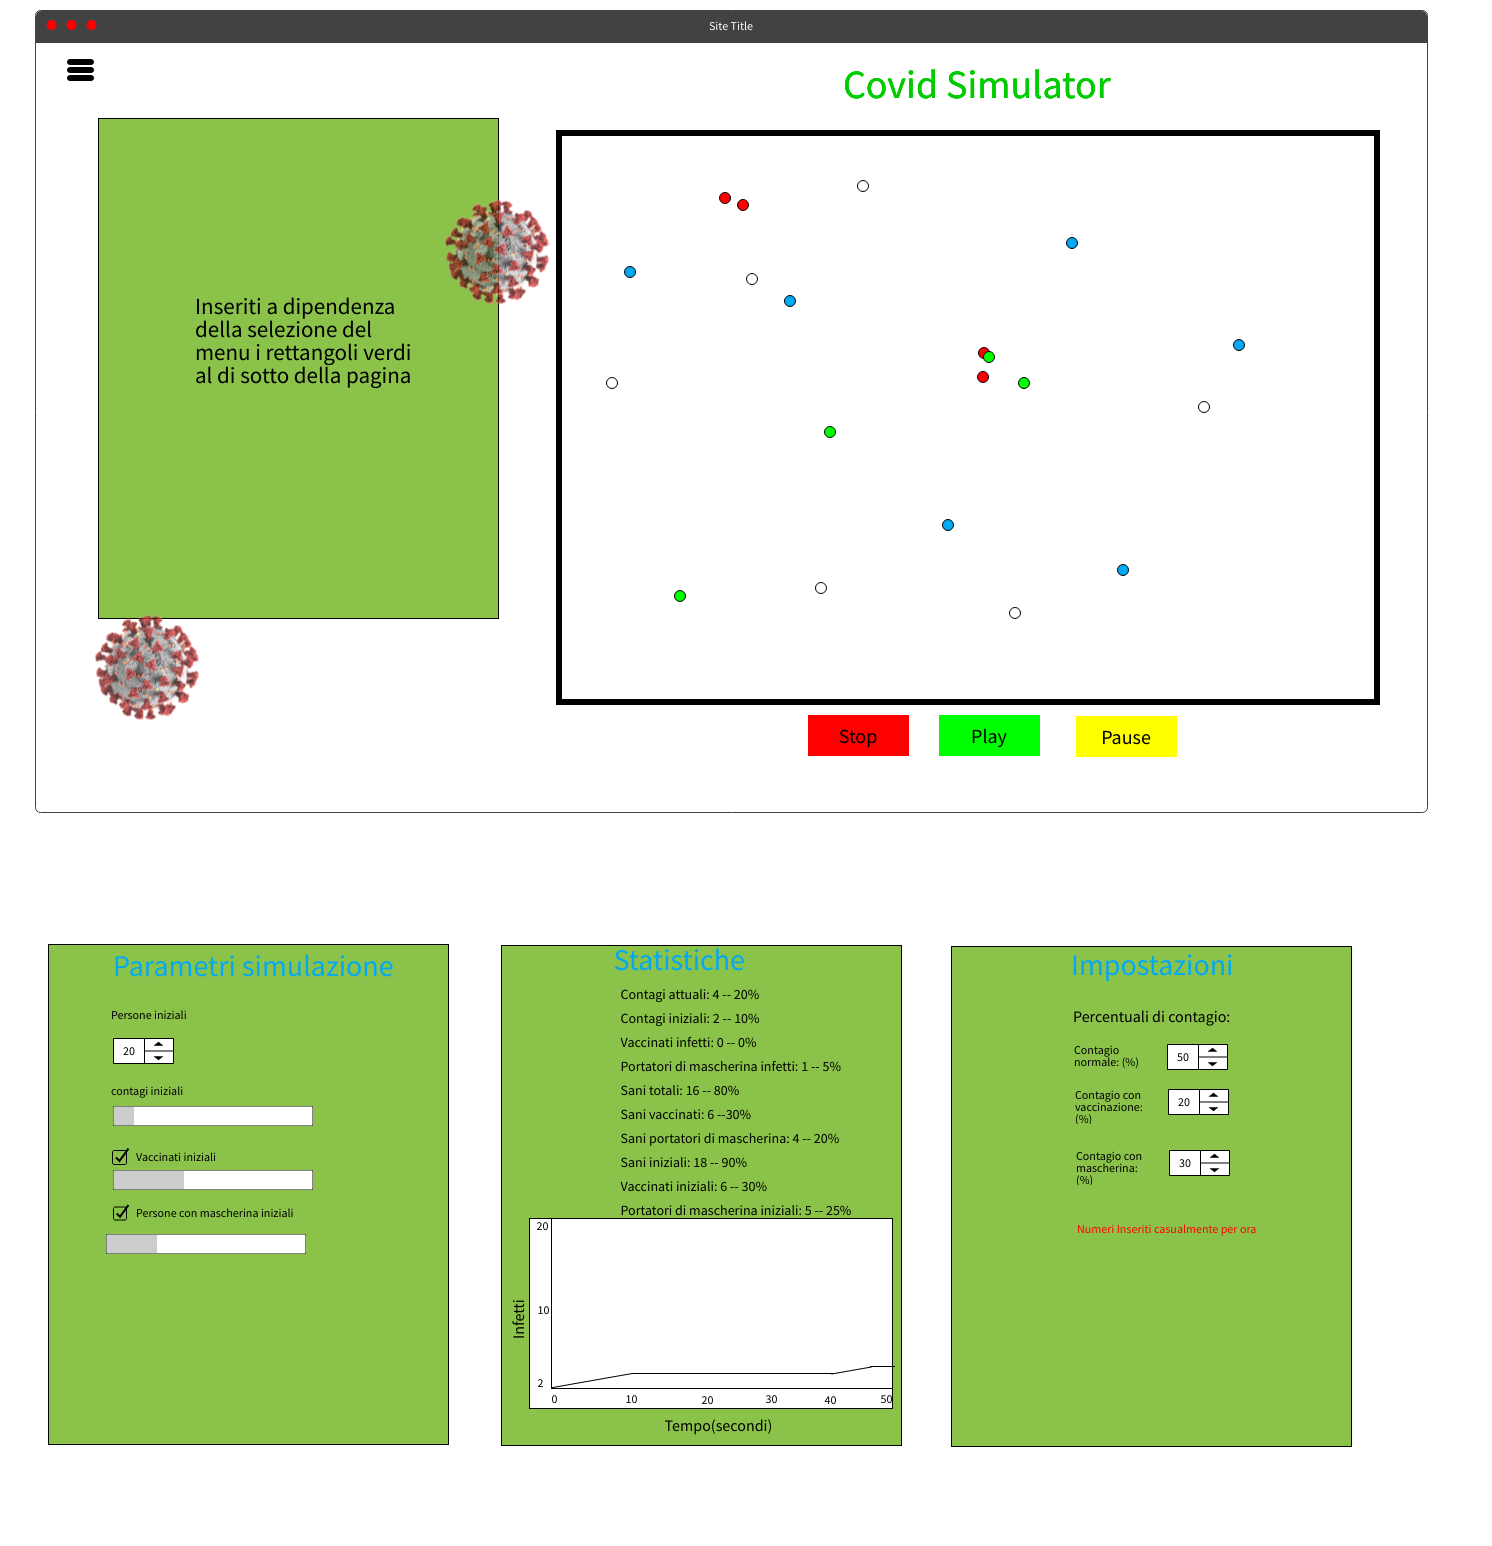 Site Title
Covid Simulator
Inseriti a dipendenza
della selezione del
menu i rettangoli verdi
al di sotto della pagina
Stop
Play
Pause
Parametri simulazione
Persone iniziali
20
contagi iniziali
Vaccinati iniziali
Persone con mascherina iniziali
Statistiche
Contagi attuali: 4 -- 20%
Contagi iniziali: 2 -- 10%
Vaccinati infetti: 0 -- 0%
Portatori di mascherina infetti: 1 -- 5%
Sani totali: 16 -- 80%
Sani vaccinati: 6 --30%
Sani portatori di mascherina: 4 -- 20%
Sani iniziali: 18 -- 90%
Vaccinati iniziali: 6 -- 30%
Portatori di mascherina iniziali: 5 -- 25%
20
10
2
Infetti
0 10 20 30 40 50
Tempo(secondi)
Impostazioni
Percentuali di contagio:
Contagio
normale: (%)
50
Contagio con
vaccinazione:
(%)
20
Contagio con
mascherina:
(%)
30
Numeri Inseriti casualmente per ora